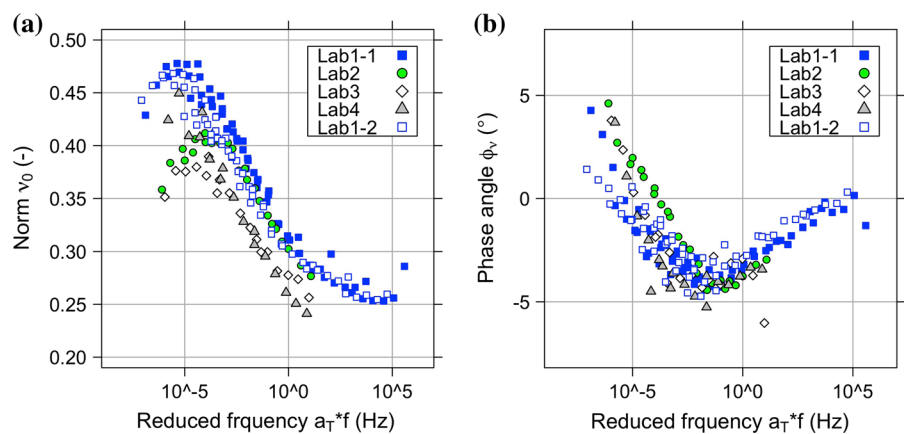 (a)
0.50
0.45
0.40
0.35
0.30
0.25
0.20
Norm ν₀ (-)
Lab1-1
Lab2
Lab3
Lab4
Lab1-2
10^-5
10^0
10^5
Reduced frquency aT*f (Hz)
(b)
5
0
-5
Phase angle ϕν (°)
Lab1-1
Lab2
Lab3
Lab4
Lab1-2
10^-5
10^0
10^5
Reduced frquency aT*f (Hz)